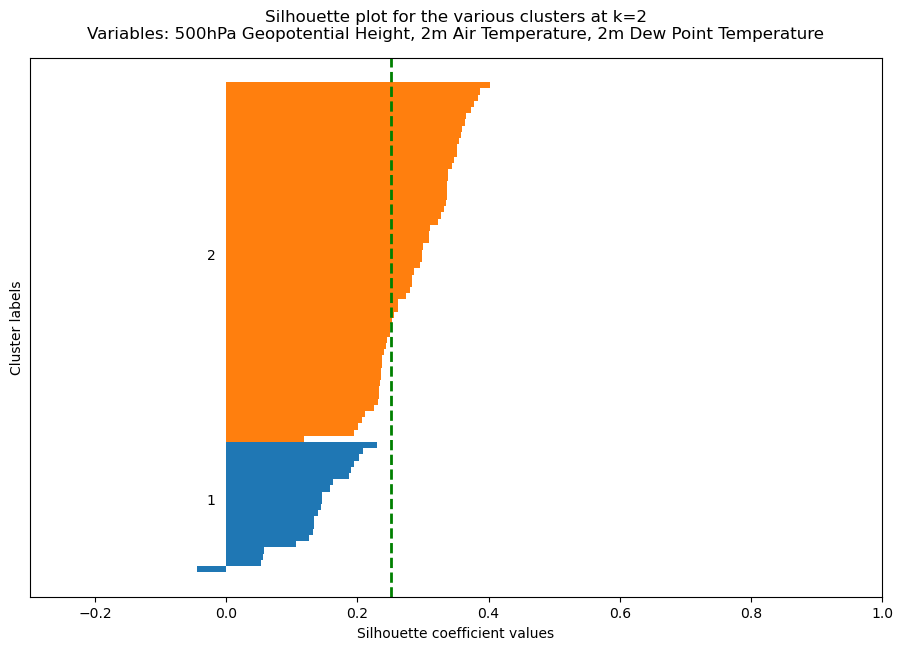 Silhouette plot for the various clusters at k=2
Variables: 500hPa Geopotential Height, 2m Air Temperature, 2m Dew Point Temperature
Cluster labels
2
1
−0.2 0.0 0.2 0.4 0.6 0.8 1.0
Silhouette coefficient values